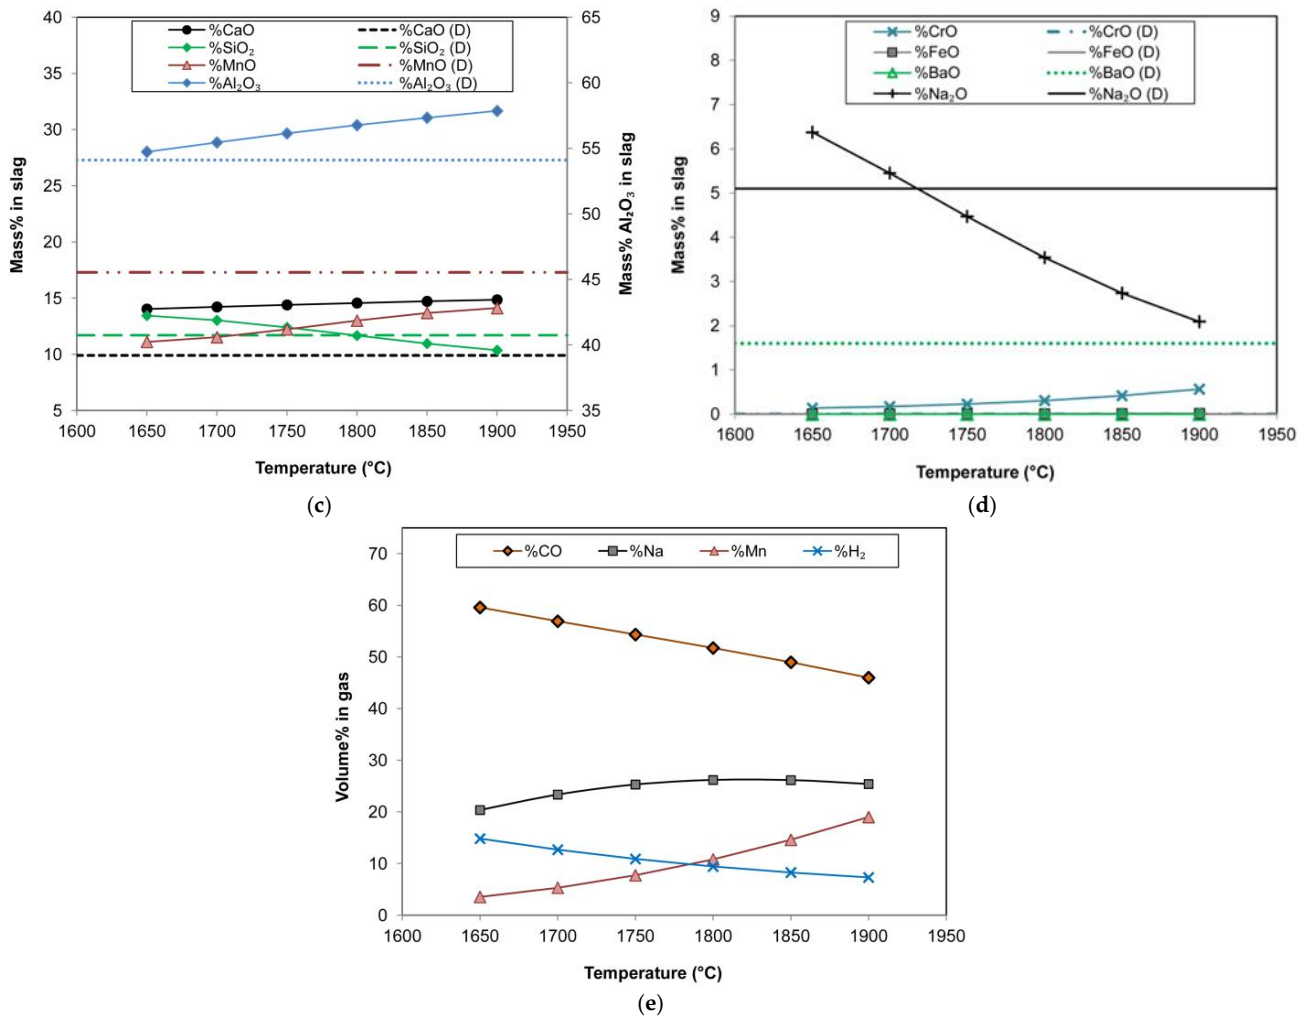 %CaO %CaO (D)
%SiO₂ %SiO₂ (D)
%MnO %MnO (D)
%Al₂O₃ %Al₂O₃ (D)
40
35
30
25
20
15
10
5
Mass% in slag
65
60
55
50
45
40
35
Mass% Al₂O₃ in slag
1600 1650 1700 1750 1800 1850 1900 1950
Temperature (°C)
(c)
%CrO %CrO (D)
%FeO %FeO (D)
%BaO %BaO (D)
%Na₂O %Na₂O (D)
9
8
7
6
5
4
3
2
1
0
Mass% in slag
1600 1650 1700 1750 1800 1850 1900 1950
Temperature (°C)
(d)
%CO %Na %Mn %H₂
70
60
50
40
30
20
10
0
Volume% in gas
1600 1650 1700 1750 1800 1850 1900 1950
Temperature (°C)
(e)